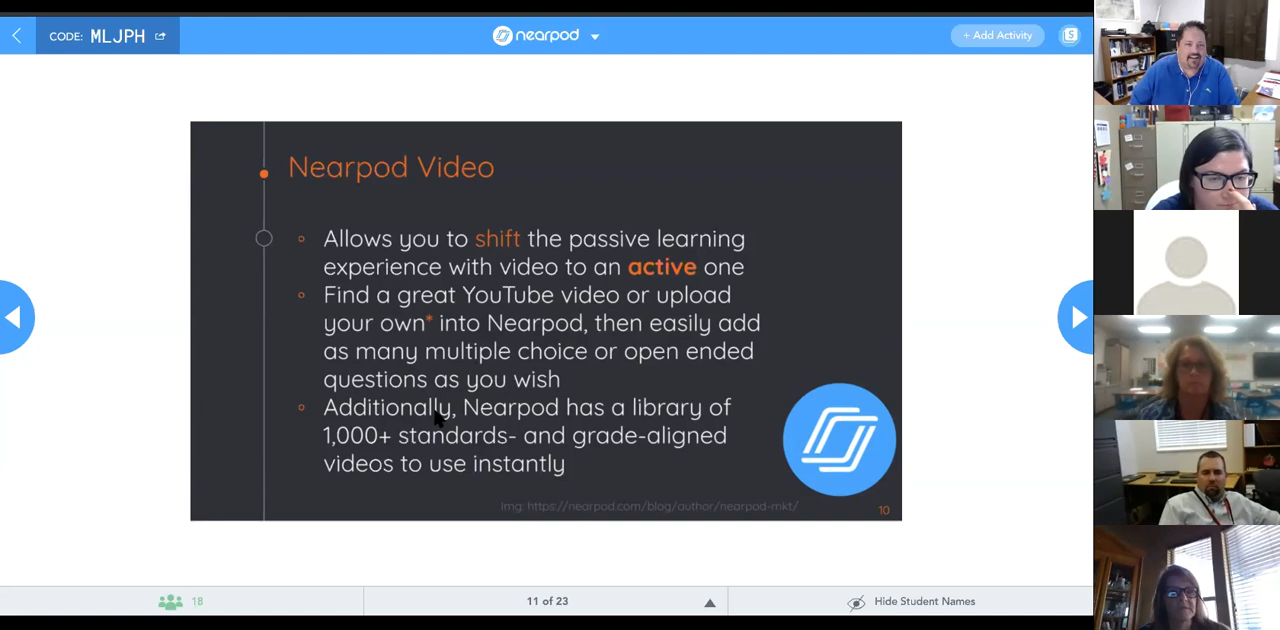 CODE: MLJPH
nearpod
+ Add Activity
S
Nearpod Video
Allows you to shift the passive learning
experience with video to an active one
Find a great YouTube video or upload
your own* into Nearpod, then easily add
as many multiple choice or open ended
questions as you wish
Additionally, Nearpod has a library of
1,000+ standards- and grade-aligned
videos to use instantly
Img: https://nearpod.com/blog/author/nearpod-mkt/
10
18
11 of 23
Hide Student Names